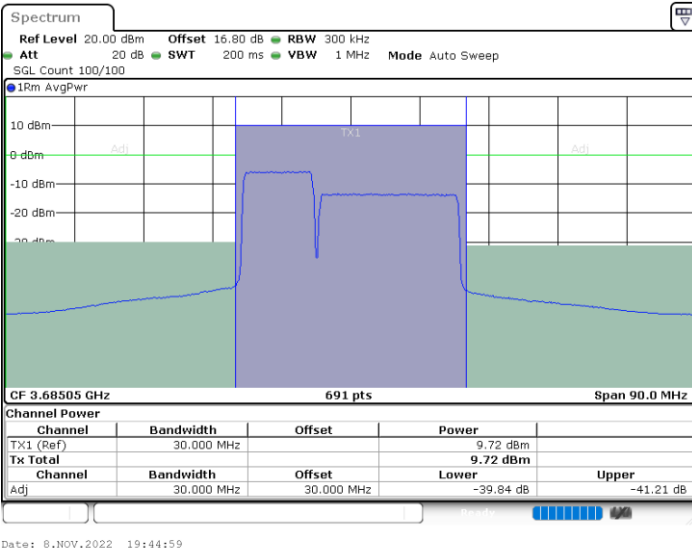 Spectrum
Ref Level 20.00 dBm Offset 16.80 dB RBW 300 kHz
Att 20 dB SWT 200 ms VBW 1 MHz Mode Auto Sweep
SGL Count 100/100
1Rm AvgPwr
10 dBm
TX1
Adj Adj
0 dBm
-10 dBm
-20 dBm
-30 dBm
CF 3.68505 GHz 691 pts Span 90.0 MHz
Channel Power
Channel Bandwidth Offset Power
TX1 (Ref) 30.000 MHz 9.72 dBm
Tx Total 9.72 dBm
Channel Bandwidth Offset Lower Upper
Adj 30.000 MHz 30.000 MHz -39.84 dB -41.21 dB
Ready
Date: 8.NOV.2022 19:44:59